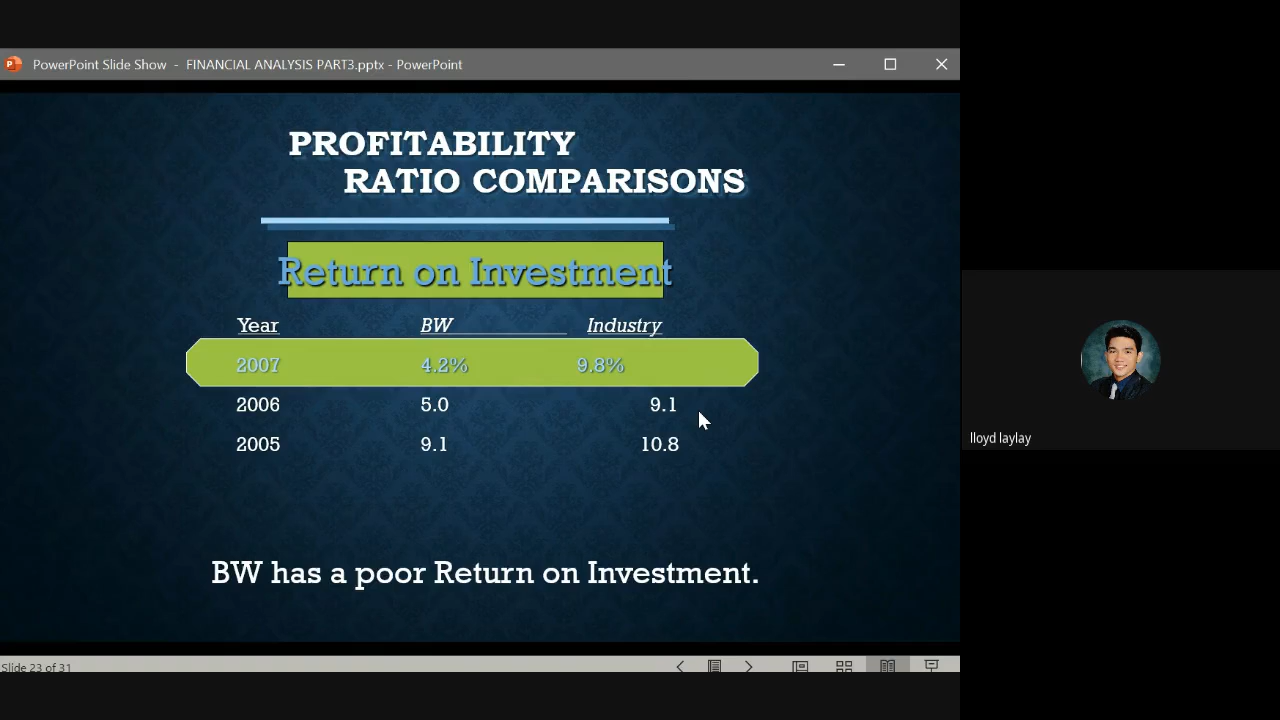 PowerPoint Slide Show - FINANCIAL ANALYSIS PART3.pptx - PowerPoint
PROFITABILITY
RATIO COMPARISONS
Return on Investment
Year BW Industry
2007 4.2% 9.8%
2006 5.0 9.1
2005 9.1 10.8
BW has a poor Return on Investment.
Slide 23 of 31
lloyd laylay